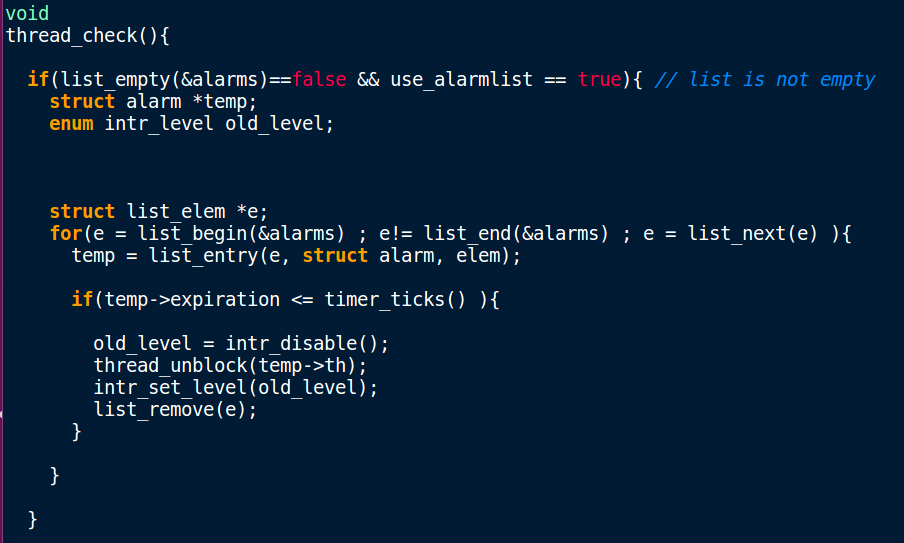 void
thread_check(){
if(list_empty(&alarms)==false && use_alarmlist == true){ // list is not empty
struct alarm *temp;
enum intr_level old_level;
struct list_elem *e;
for(e = list_begin(&alarms) ; e!= list_end(&alarms) ; e = list_next(e) ){
temp = list_entry(e, struct alarm, elem);
if(temp->expiration <= timer_ticks() ){
old_level = intr_disable();
thread_unblock(temp->th);
intr_set_level(old_level);
list_remove(e);
}
}
}